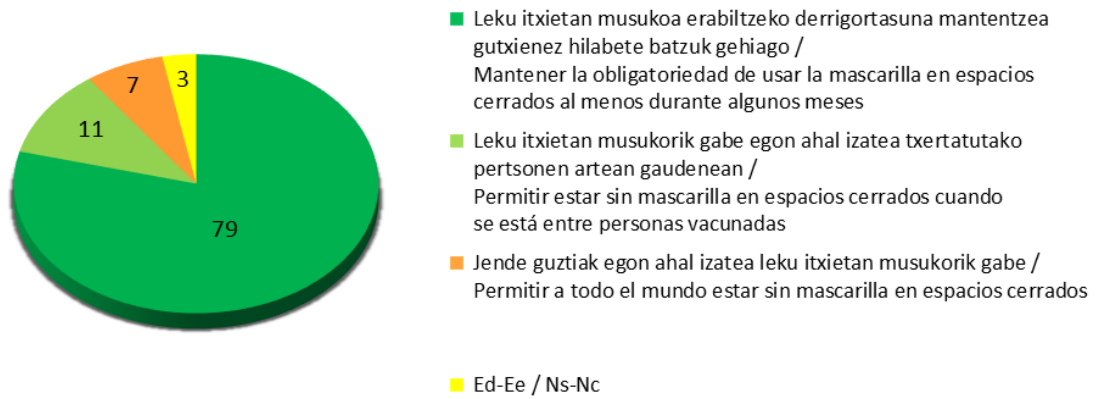 Leku itxietan musukoa erabiltzeko derrigortasuna mantentzea
gutxienez hilabete batzuk gehiago /
Mantener la obligatoriedad de usar la mascarilla en espacios
cerrados al menos durante algunos meses
Leku itxietan musukorik gabe egon ahal izatea txertatutako
pertsonen artean gaudenean /
Permitir estar sin mascarilla en espacios cerrados cuando
se está entre personas vacunadas
Jende guztiak egon ahal izatea leku itxietan musukorik gabe /
Permitir a todo el mundo estar sin mascarilla en espacios cerrados
Ed-Ee / Ns-Nc
3
7
11
79